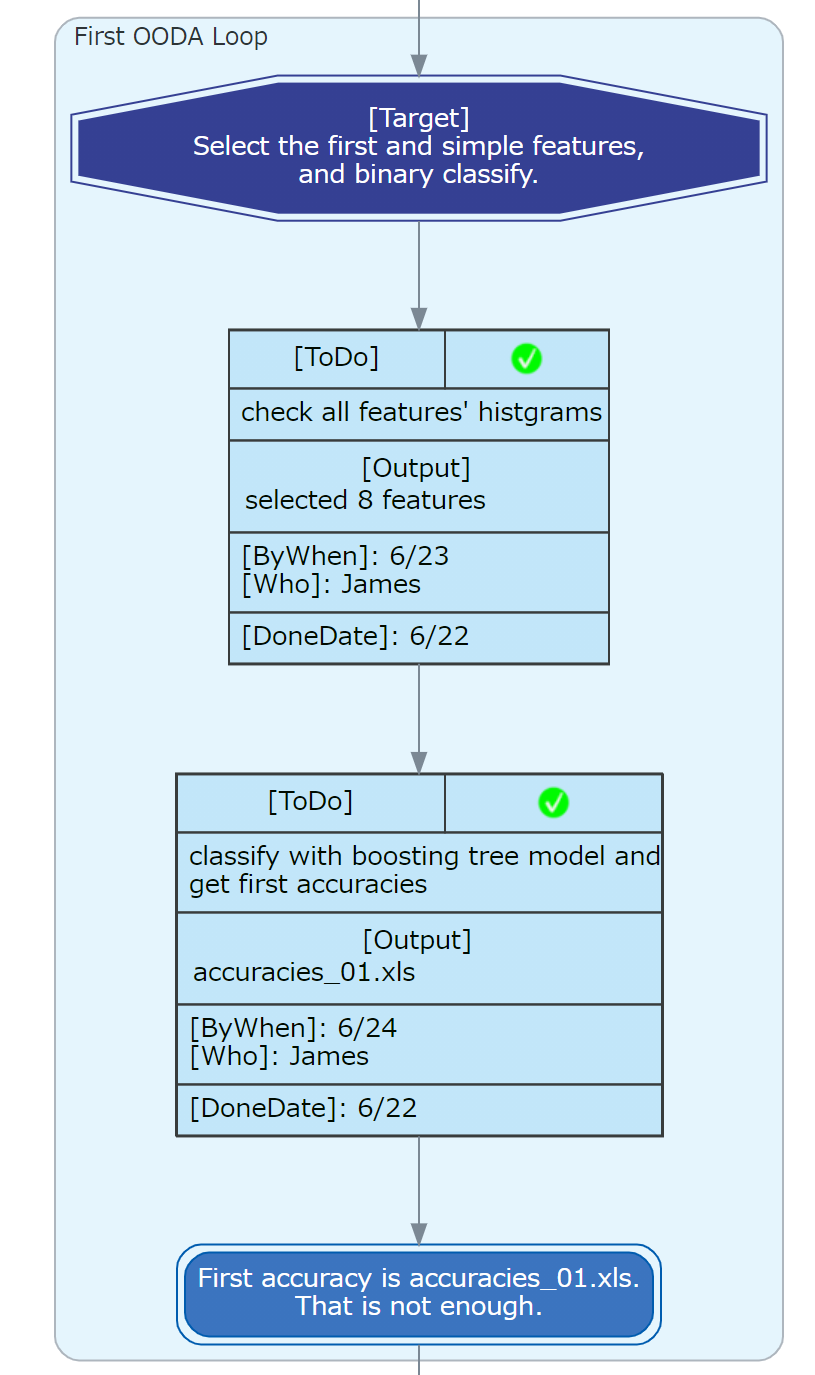 First OODA Loop
[Target]
Select the first and simple features,
and binary classify.
[ToDo]
check all features' histgrams
[Output]
selected 8 features
[ByWhen]: 6/23
[Who]: James
[DoneDate]: 6/22
[ToDo]
classify with boosting tree model and
get first accuracies
[Output]
accuracies_01.xls
[ByWhen]: 6/24
[Who]: James
[DoneDate]: 6/22
First accuracy is accuracies_01.xls.
That is not enough.